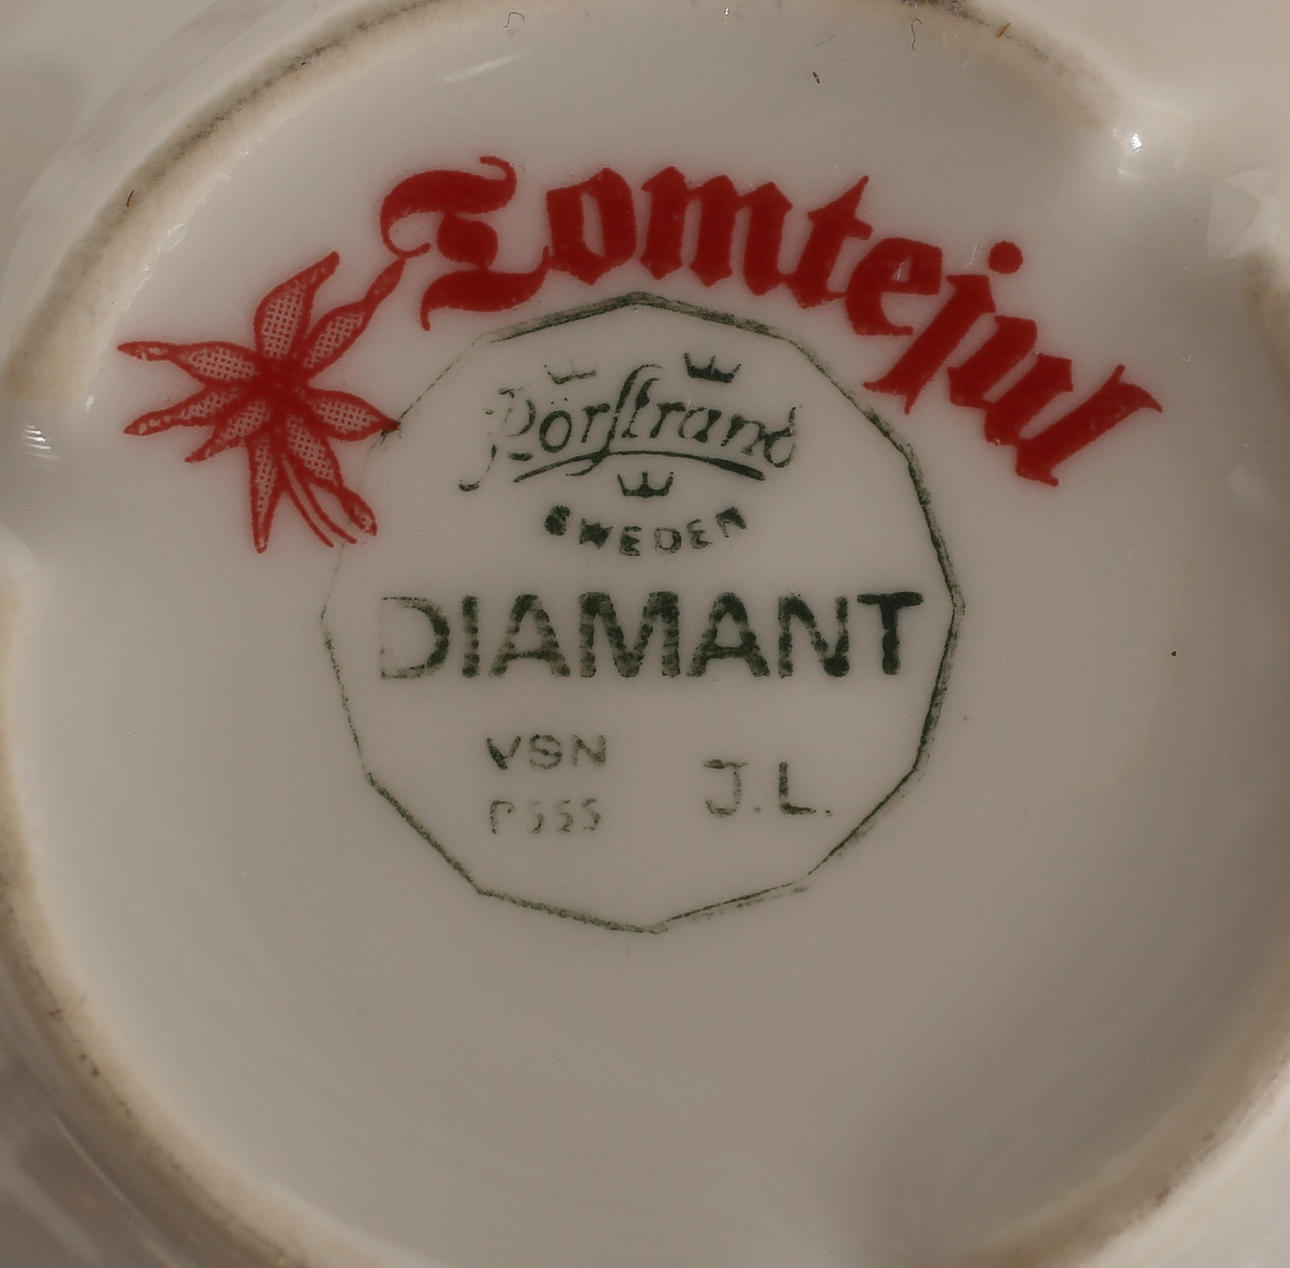 Tomtejul
Rörstrand
SWEDEN
DIAMANT
VSN
P555
J.L.